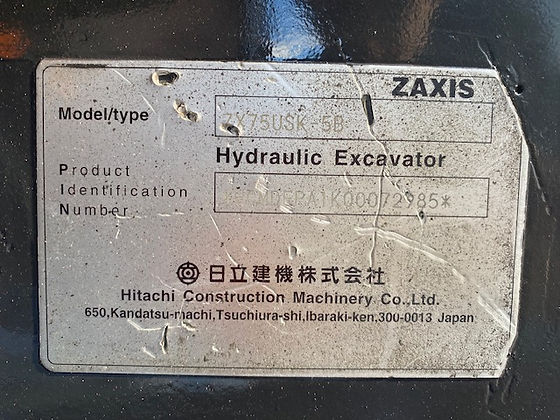 ZAXIS
Model/type ZX75USK-5B
Hydraulic Excavator
Product
Identification
Number
日立建機株式会社
Hitachi Construction Machinery Co.,Ltd.
650,Kandatsu-machi,Tsuchiura-shi,Ibaraki-ken,300-0013 Japan